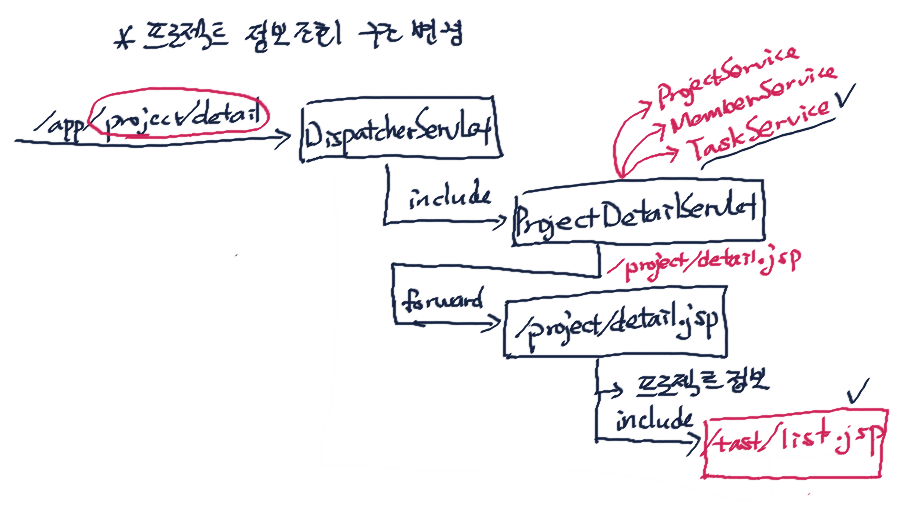 * 프로젝트 정보조회 구조 변경
/app/project/detail
DispatcherServlet
ProjectService
MemberService
TaskService
include
ProjectDetailServlet
/project/detail.jsp
forward
/project/detail.jsp
프로젝트 정보
include
/tast/list.jsp